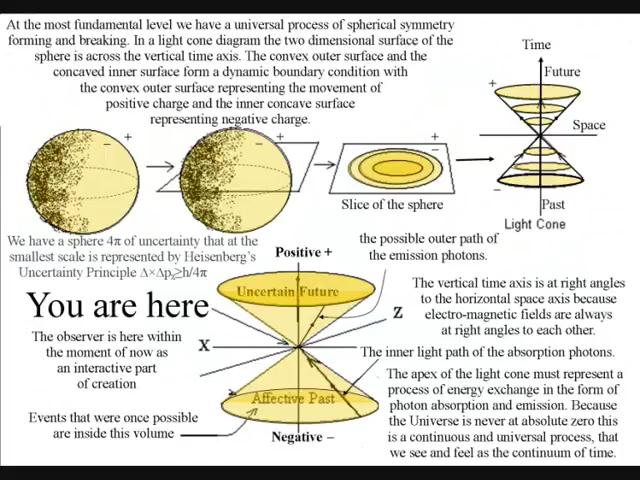 At the most fundamental level we have a universal process of spherical symmetry
forming and breaking. In a light cone diagram the two dimensional surface of the
sphere is across the vertical time axis. The convex outer surface and the
concaved inner surface form a dynamic boundary condition with
the convex outer surface representing the movement of
positive charge and the inner concave surface
representing negative charge.
Time
Future
+
Space
−
Past
Light Cone
+
−
+
−
+
−
Slice of the sphere
We have a sphere 4π of uncertainty that at the
smallest scale is represented by Heisenberg's
Uncertainty Principle Δ×Δpₓ≥h/4π
Positive +
the possible outer path of
the emission photons.
Uncertain Future
You are here
The observer is here within
the moment of now as
an interactive part
of creation
X
Z
The vertical time axis is at right angles
to the horizontal space axis because
electro-magnetic fields are always
at right angles to each other.
The inner light path of the absorption photons.
Affective Past
Events that were once possible
are inside this volume
Negative −
The apex of the light cone must represent a
process of energy exchange in the form of
photon absorption and emission. Because
the Universe is never at absolute zero this
is a continuous and universal process, that
we see and feel as the continuum of time.